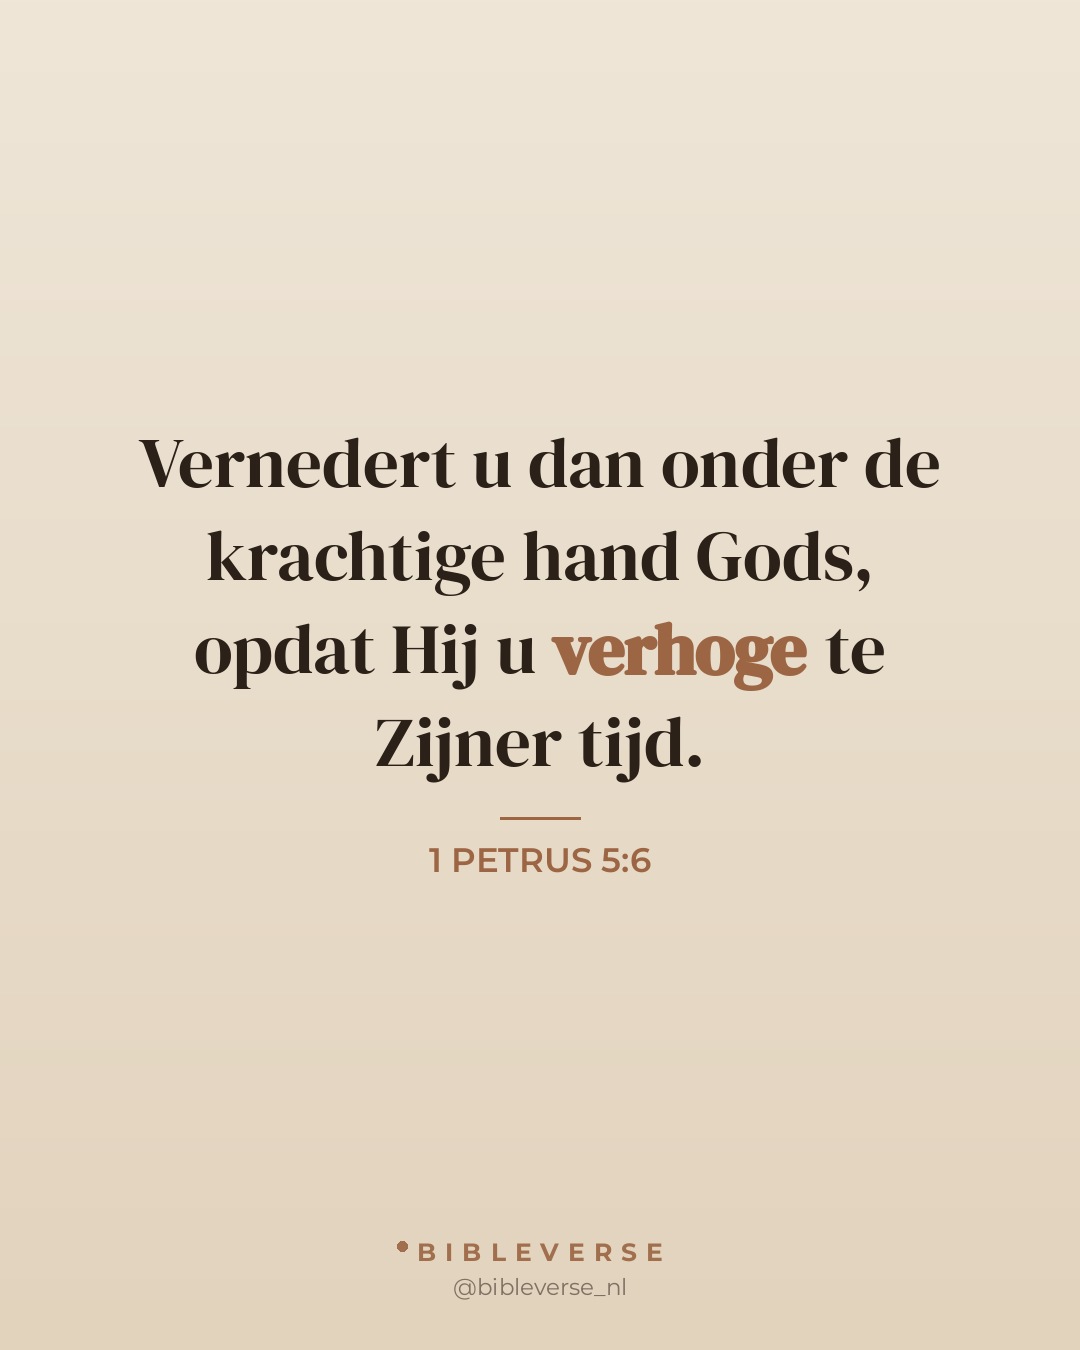 Vernedert u dan onder de
krachtige hand Gods,
opdat Hij u verhoge te
Zijner tijd.
1 PETRUS 5:6
BIBLEVERSE
@bibleverse_nl